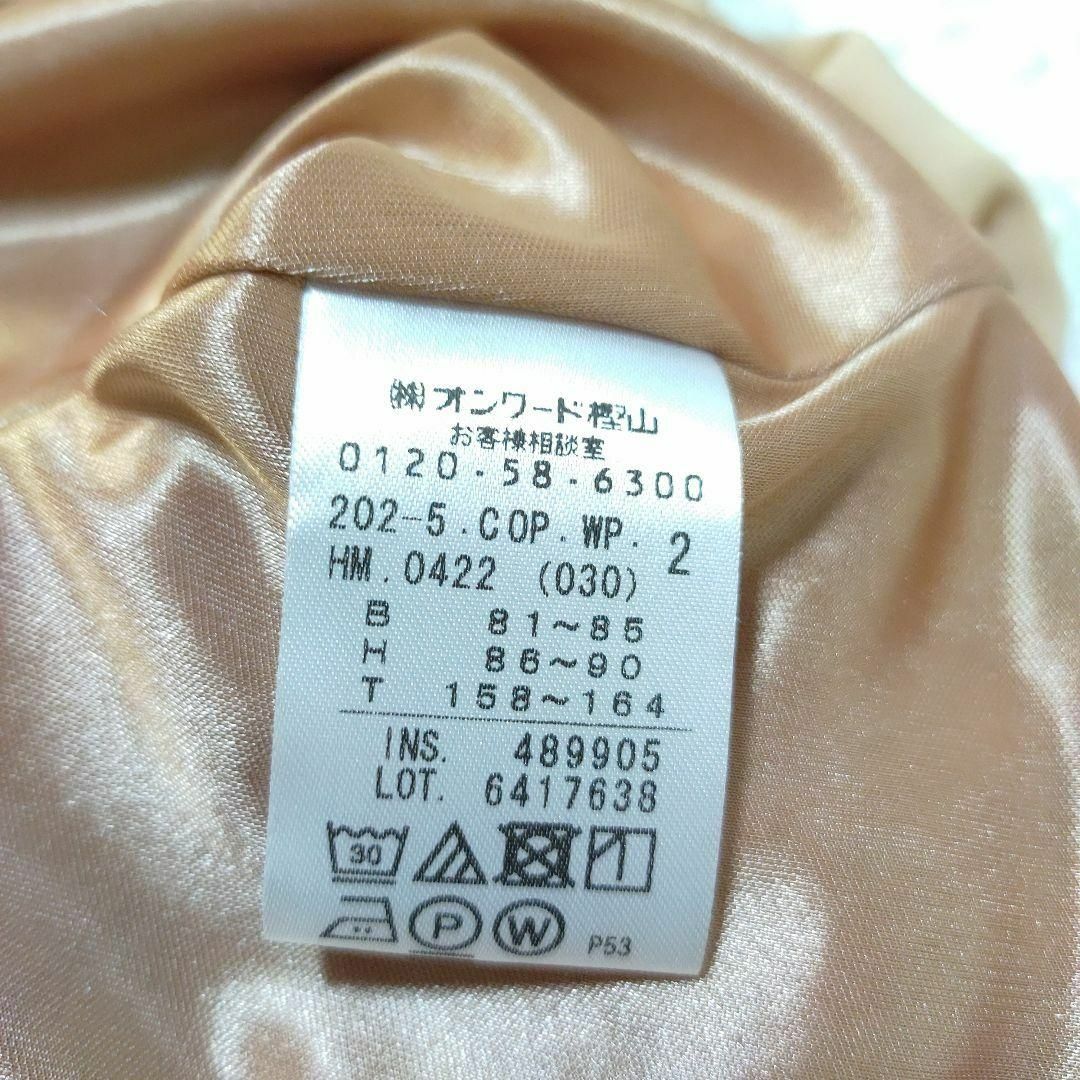 ㈱オンワード樫山
お客様相談室
0120・58・6300
202-5.COP.WP. 2
HM.0422 (030)
B 81~85
H 86~90
T 158~164
INS. 489905
LOT. 6417638
30
P W P53